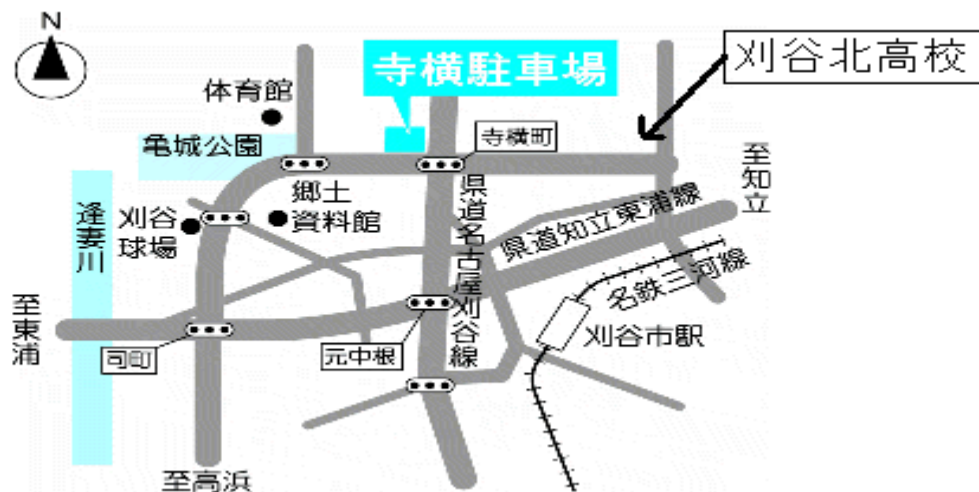 N
寺横駐車場
刈谷北高校
体育館
亀城公園
寺横町
至知立
郷土
資料館
刈谷
球場
逢妻川
県道名古屋刈谷線
県道知立東浦線
名鉄三河線
至東浦
司町
元中根
刈谷市駅
至高浜